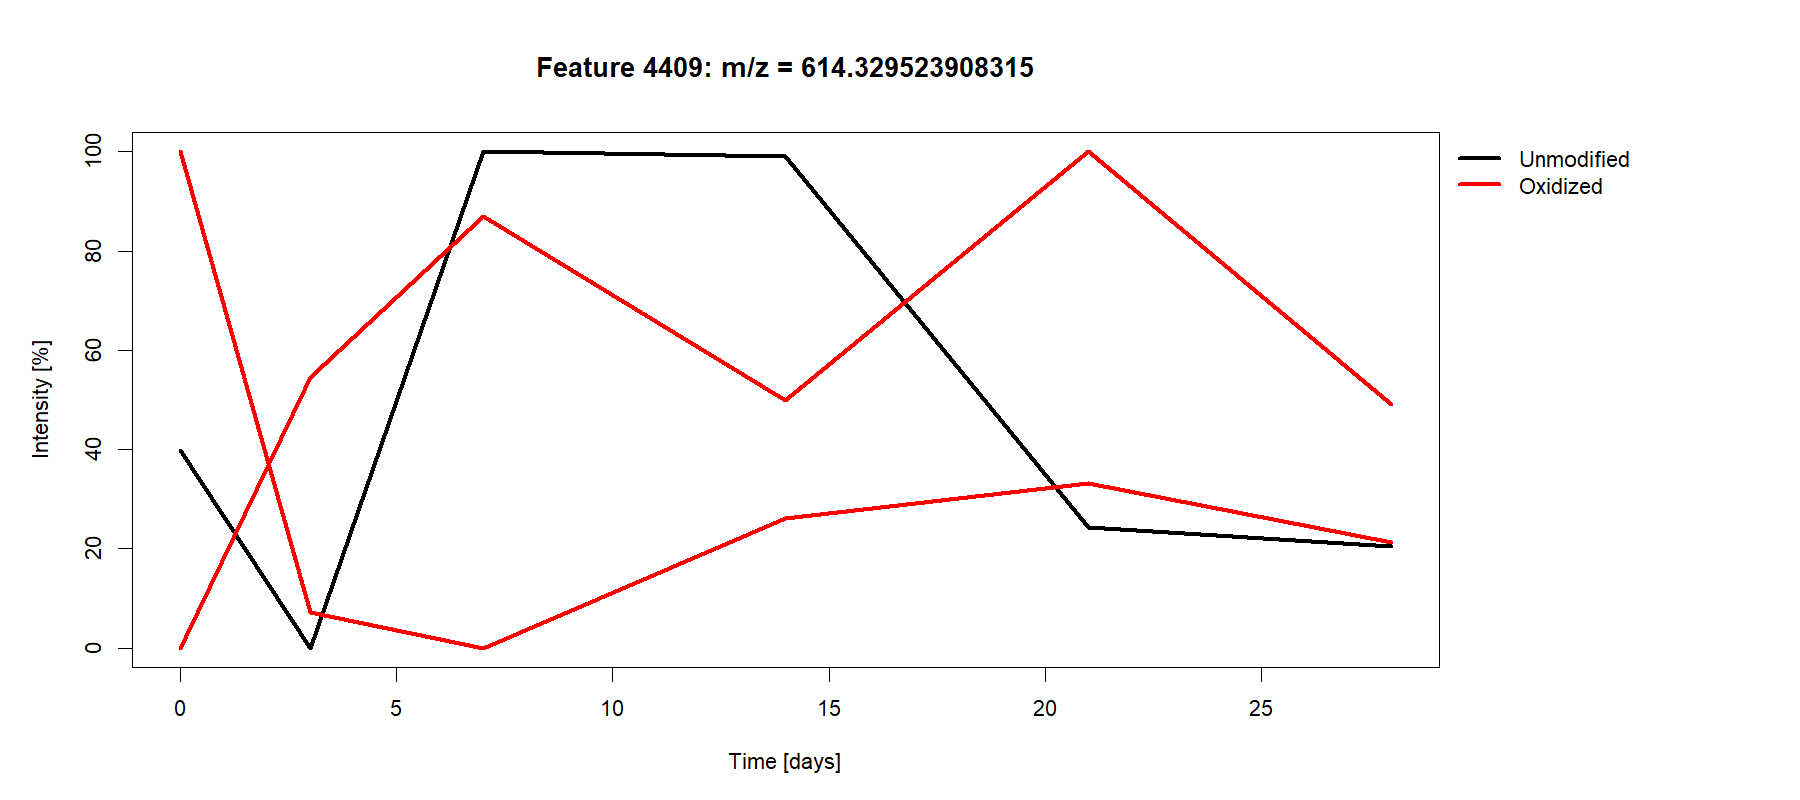 Feature 4409: m/z = 614.329523908315
Unmodified
Oxidized
Intensity [%]
100
80
60
40
20
0
0 5 10 15 20 25
Time [days]